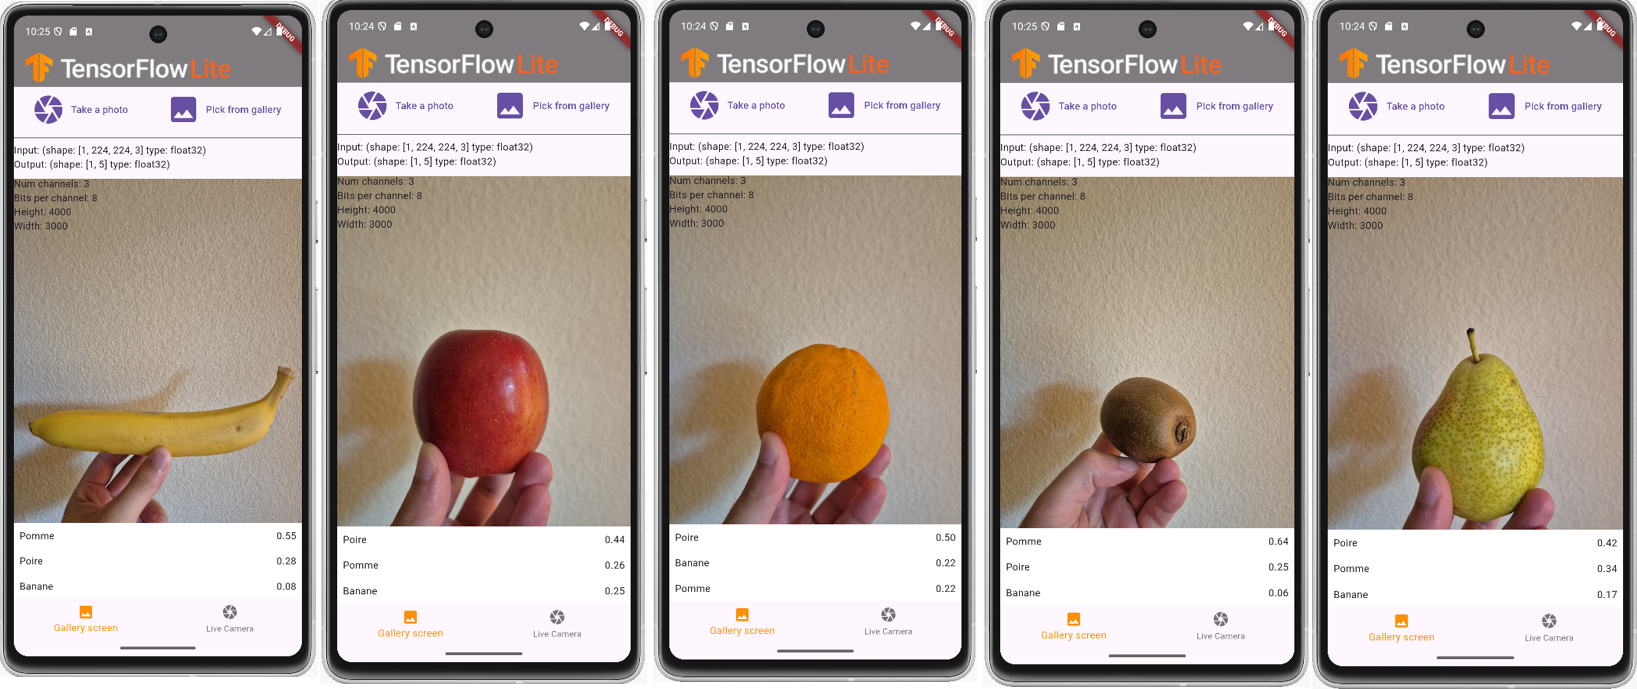 10:25
DEBUG
TensorFlow Lite
Take a photo
Pick from gallery
Input: (shape: [1, 224, 224, 3] type: float32)
Output: (shape: [1, 5] type: float32)
Num channels: 3
Bits per channel: 8
Height: 4000
Width: 3000
Pomme 0.55
Poire 0.28
Banane 0.08
Gallery screen
Live Camera
10:24
DEBUG
TensorFlow Lite
Take a photo
Pick from gallery
Input: (shape: [1, 224, 224, 3] type: float32)
Output: (shape: [1, 5] type: float32)
Num channels: 3
Bits per channel: 8
Height: 4000
Width: 3000
Poire 0.44
Pomme 0.26
Banane 0.25
Gallery screen
Live Camera
10:24
DEBUG
TensorFlow Lite
Take a photo
Pick from gallery
Input: (shape: [1, 224, 224, 3] type: float32)
Output: (shape: [1, 5] type: float32)
Num channels: 3
Bits per channel: 8
Height: 4000
Width: 3000
Poire 0.50
Banane 0.22
Pomme 0.22
Gallery screen
Live Camera
10:25
DEBUG
TensorFlow Lite
Take a photo
Pick from gallery
Input: (shape: [1, 224, 224, 3] type: float32)
Output: (shape: [1, 5] type: float32)
Num channels: 3
Bits per channel: 8
Height: 4000
Width: 3000
Pomme 0.64
Poire 0.25
Banane 0.06
Gallery screen
Live Camera
10:24
DEBUG
TensorFlow Lite
Take a photo
Pick from gallery
Input: (shape: [1, 224, 224, 3] type: float32)
Output: (shape: [1, 5] type: float32)
Num channels: 3
Bits per channel: 8
Height: 4000
Width: 3000
Poire 0.42
Pomme 0.34
Banane 0.17
Gallery screen
Live Camera